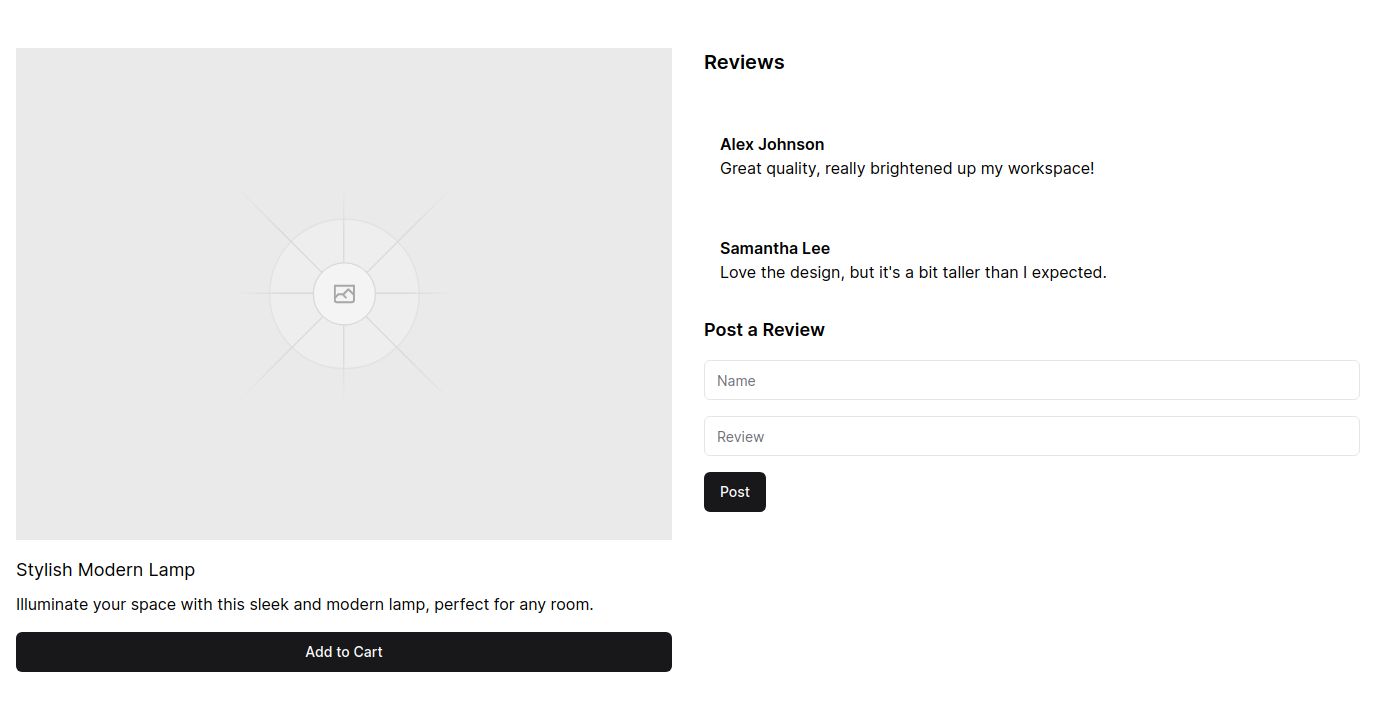 Stylish Modern Lamp
Illuminate your space with this sleek and modern lamp, perfect for any room.
Add to Cart
Reviews
Alex Johnson
Great quality, really brightened up my workspace!
Samantha Lee
Love the design, but it's a bit taller than I expected.
Post a Review
Name
Review
Post